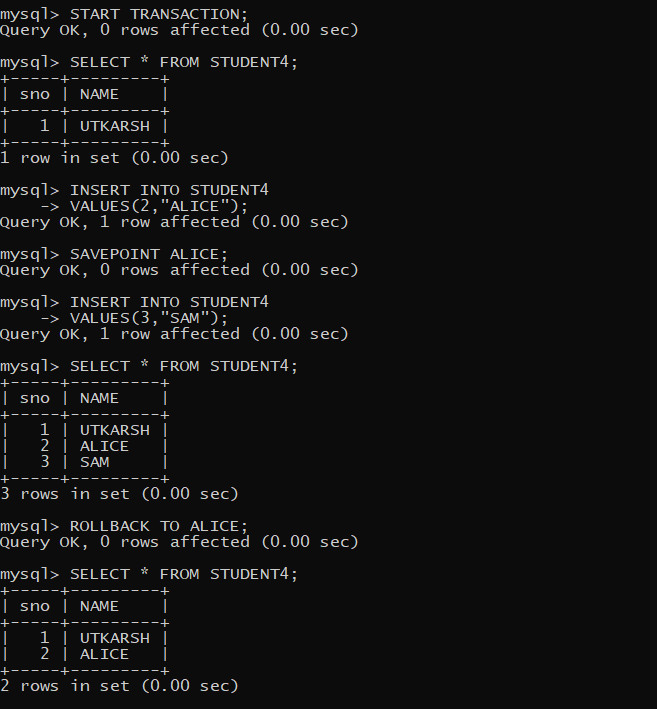 mysql> START TRANSACTION;
Query OK, 0 rows affected (0.00 sec)
mysql> SELECT * FROM STUDENT4;
+-----+---------+
| sno | NAME    |
+-----+---------+
|   1 | UTKARSH |
+-----+---------+
1 row in set (0.00 sec)
mysql> INSERT INTO STUDENT4
    -> VALUES(2,"ALICE");
Query OK, 1 row affected (0.00 sec)
mysql> SAVEPOINT ALICE;
Query OK, 0 rows affected (0.00 sec)
mysql> INSERT INTO STUDENT4
    -> VALUES(3,"SAM");
Query OK, 1 row affected (0.00 sec)
mysql> SELECT * FROM STUDENT4;
+-----+---------+
| sno | NAME    |
+-----+---------+
|   1 | UTKARSH |
|   2 | ALICE   |
|   3 | SAM     |
+-----+---------+
3 rows in set (0.00 sec)
mysql> ROLLBACK TO ALICE;
Query OK, 0 rows affected (0.00 sec)
mysql> SELECT * FROM STUDENT4;
+-----+---------+
| sno | NAME    |
+-----+---------+
|   1 | UTKARSH |
|   2 | ALICE   |
+-----+---------+
2 rows in set (0.00 sec)